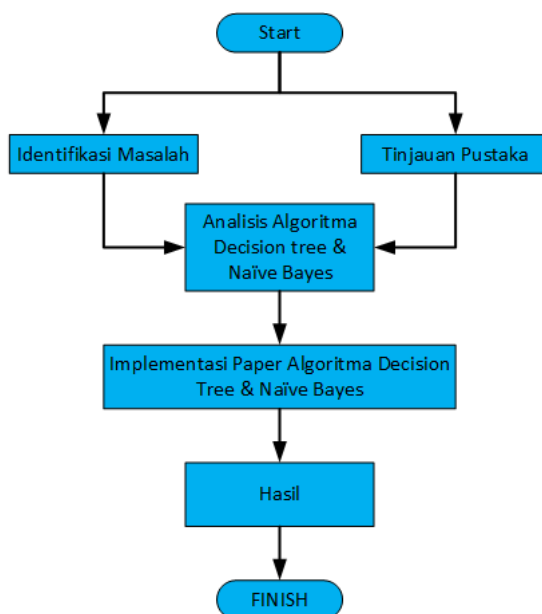 Start
Identifikasi Masalah
Tinjauan Pustaka
Analisis Algoritma
Decision tree &
Naïve Bayes
Implementasi Paper Algoritma Decision
Tree & Naïve Bayes
Hasil
FINISH